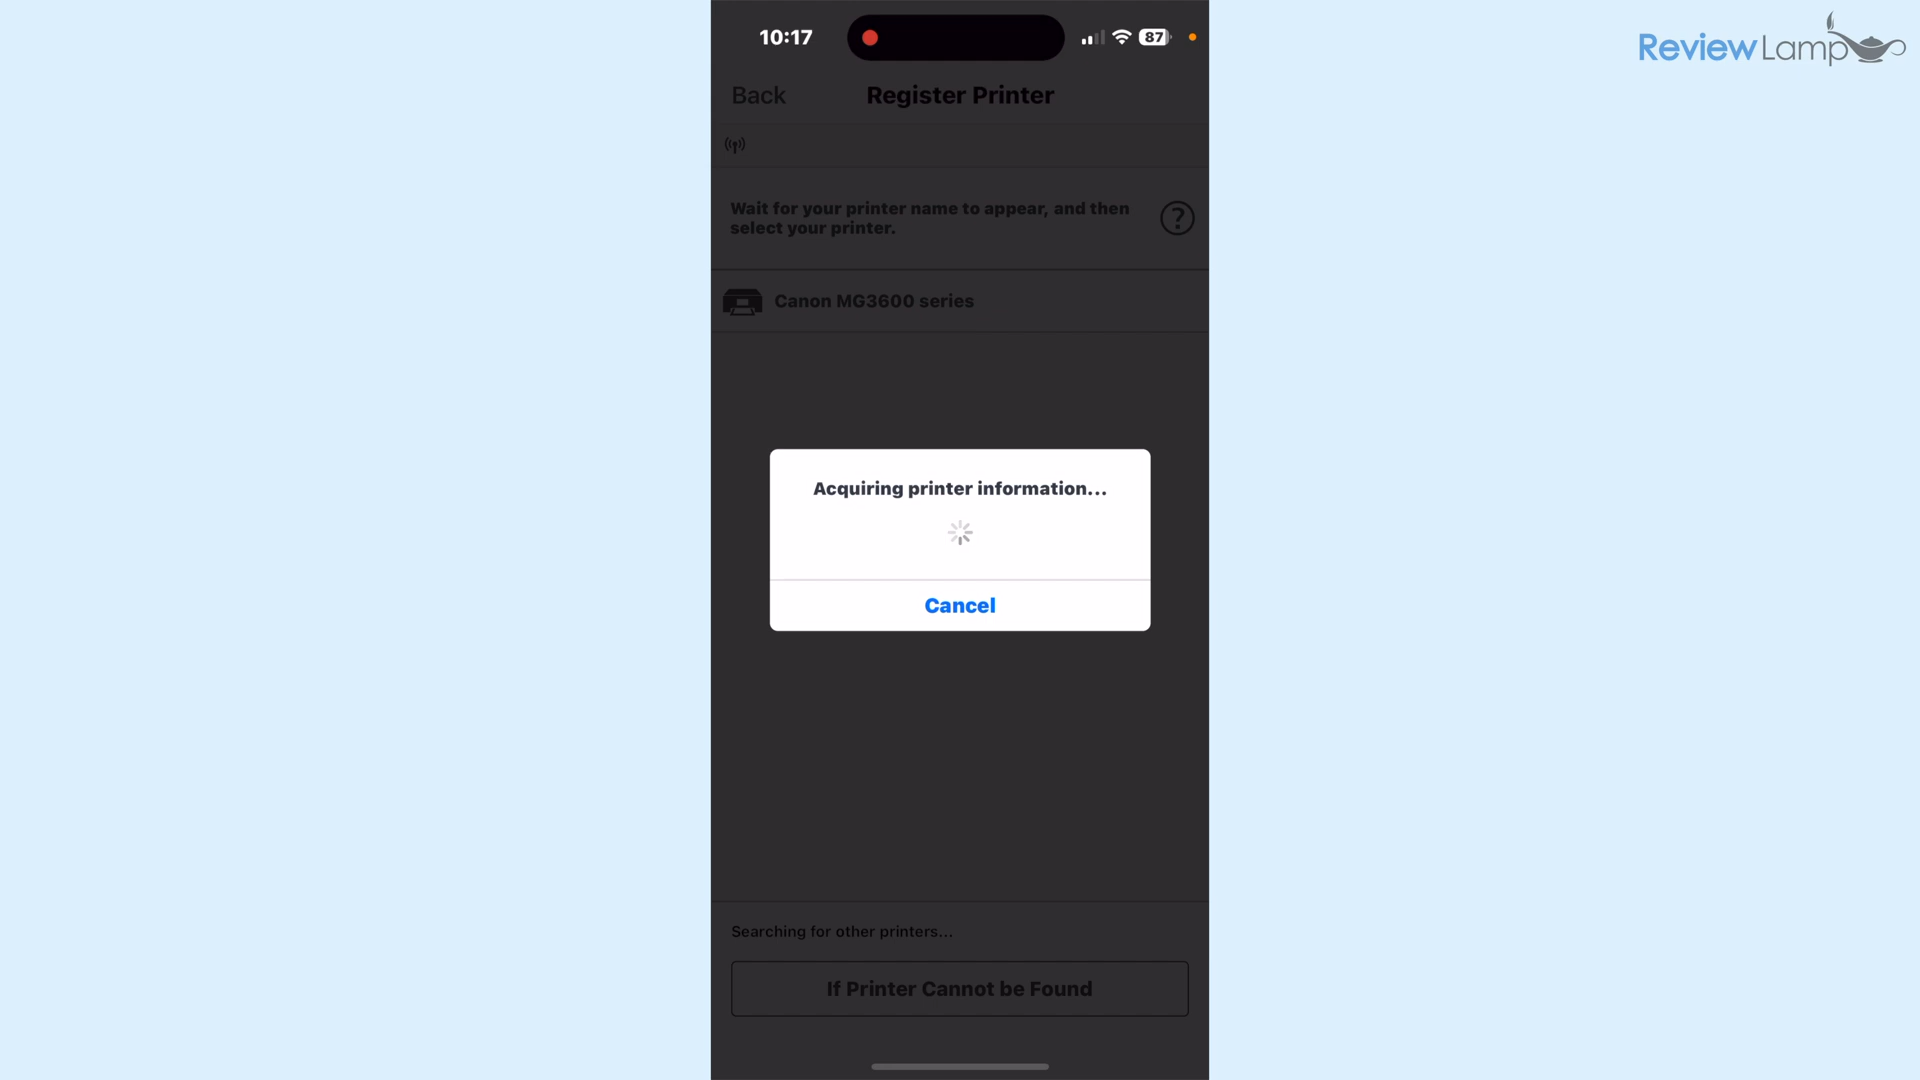 10:17
87
ReviewLamp
Back
Register Printer
Wait for your printer name to appear, and then
select your printer.
?
Canon MG3600 series
Acquiring printer information...
Cancel
Searching for other printers...
If Printer Cannot be Found